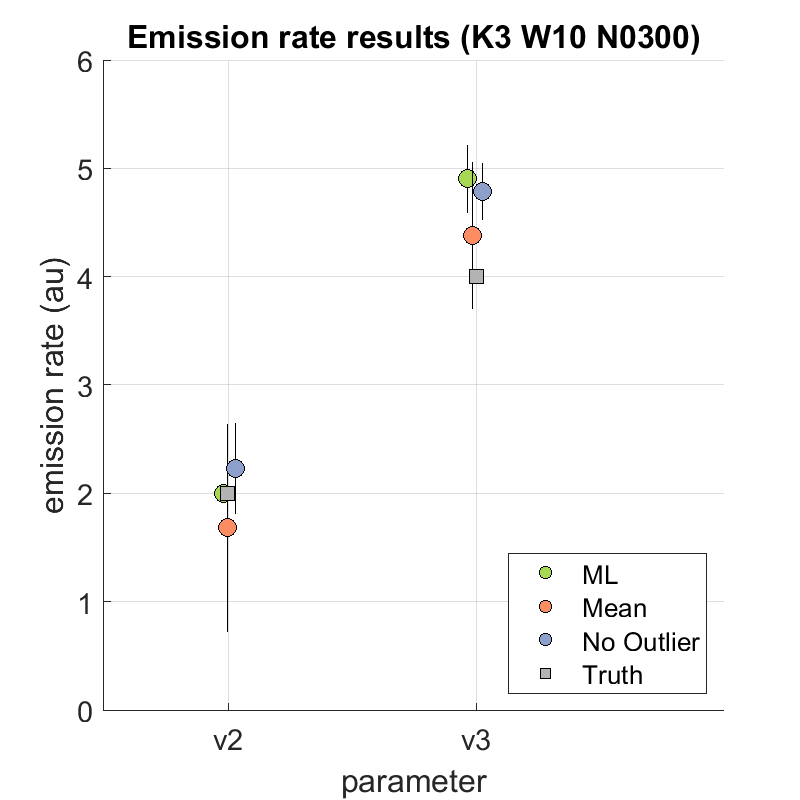 Emission rate results (K3 W10 N0300)
6
5
4
3
2
1
0
emission rate (au)
v2
v3
parameter
ML
Mean
No Outlier
Truth